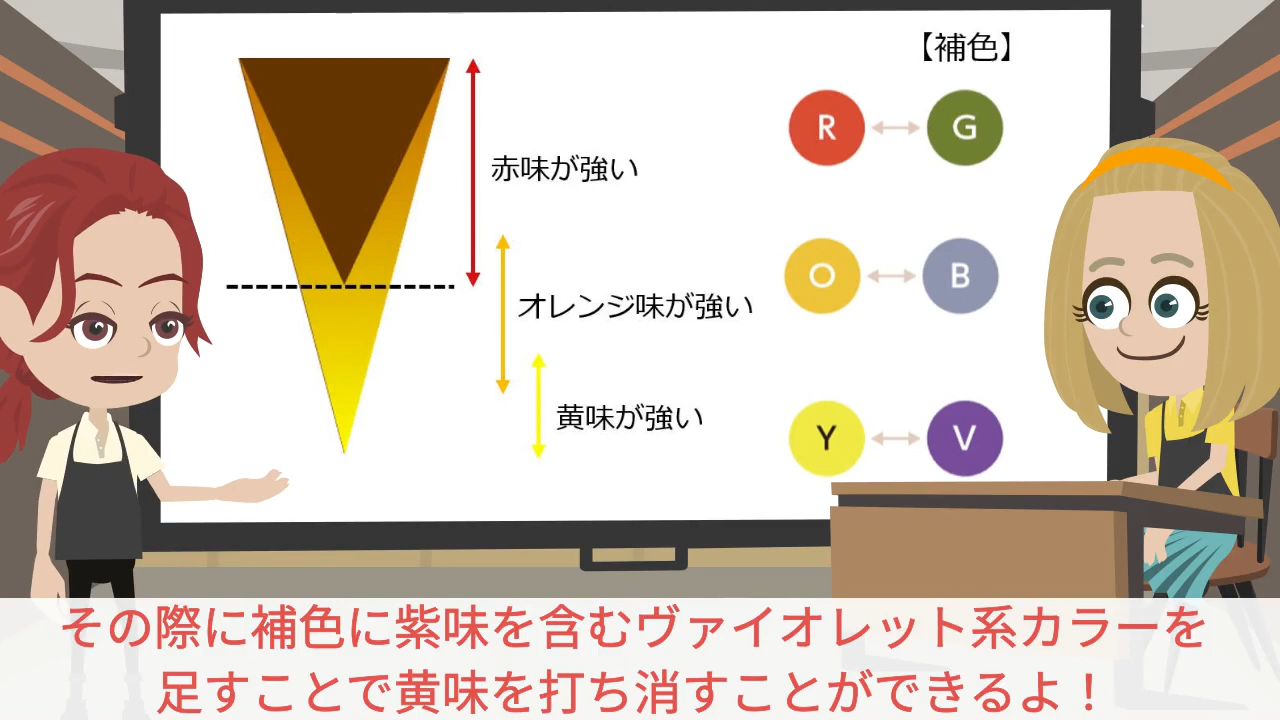 【補色】
R G
赤味が強い
O B
オレンジ味が強い
黄味が強い
Y V
その際に補色に紫味を含むヴァイオレット系カラーを
足すことで黄味を打ち消すことができるよ！